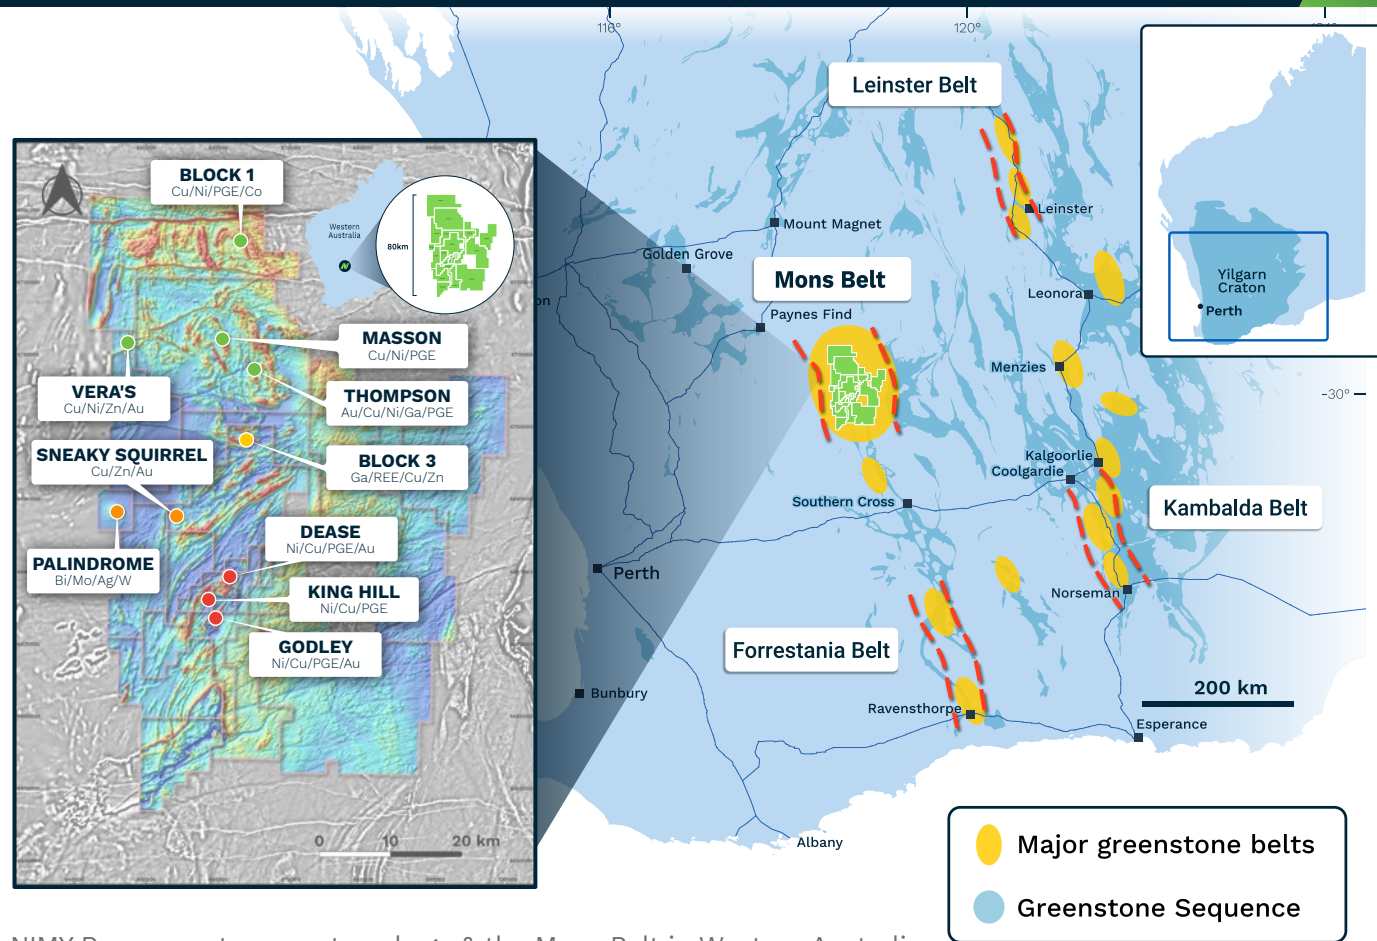 116°
120°
Leinster Belt
Leinster
Mount Magnet
Golden Grove
Mons Belt
Leonora
Paynes Find
Menzies
-30°
Kalgoorlie
Coolgardie
Southern Cross
Kambalda Belt
Perth
Norseman
Forrestania Belt
Bunbury
Ravensthorpe
200 km
Esperance
Albany
Yilgarn
Craton
Perth
BLOCK 1
Cu/Ni/PGE/Co
Western
Australia
80km
MASSON
Cu/Ni/PGE
VERA'S
Cu/Ni/Zn/Au
THOMPSON
Au/Cu/Ni/Ga/PGE
SNEAKY SQUIRREL
Cu/Zn/Au
BLOCK 3
Ga/REE/Cu/Zn
DEASE
Ni/Cu/PGE/Au
PALINDROME
Bi/Mo/Ag/W
KING HILL
Ni/Cu/PGE
GODLEY
Ni/Cu/PGE/Au
0 10 20 km
Major greenstone belts
Greenstone Sequence